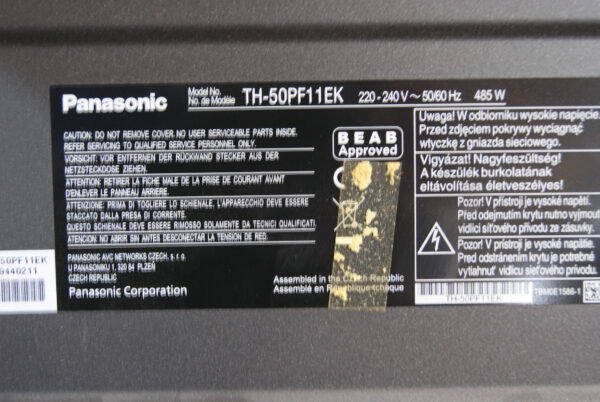 Panasonic
Model No.
No. de Modèle
TH-50PF11EK
220-240 V ~ 50/60 Hz
485 W
CAUTION: DO NOT REMOVE COVER. NO USER SERVICEABLE PARTS INSIDE.
REFER SERVICING TO QUALIFIED SERVICE PERSONNEL ONLY.
VORSICHT: VOR ENTFERNEN DER RÜCKWAND STECKER AUS DER
NETZSTECKDOSE ZIEHEN.
ATTENTION: RETIRER LA FICHE MALE DE LA PRISE DE COURANT AVANT
D'ENLEVER LE PANNEAU ARRIERE.
ATTENZIONE: PRIMA DI TOGLIERE LO SCHIENALE, L'APPARECCHIO DEVE ESSERE
STACCATO DALLA PRESA DI CORRENTE.
QUESTO SCHIENALE DEVE ESSERE RIMOSSO SOLAMENTE DA TECNICI QUALIFICATI.
ATENCION: NO ABRIR SIN ANTES DESCONECTAR LA TENSION DE RED.
PANASONIC AVC NETWORKS CZECH, s. r. o.
U PANASONIKU 1, 320 84 PLZEŇ
CZECH REPUBLIC
Panasonic Corporation
BEAB
Approved
Assembled in the Czech Republic
Assemblé en République tchèque
Uwaga! W odbiorniku wysokie napięcie.
Przed zdjęciem pokrywy wyciągnąć
wtyczkę z gniazda sieciowego.
Vigyázat! Nagyfeszültség!
A készülék burkolatának
eltávolítása életveszélyes!
Pozor! V přístroji je vysoké napětí.
Před odejmutím krytu nutno vyjmout
vidlici síťového přívodu ze zásuvky.
Pozor! V prístroji je vysoké napätie.
Pred odstránením krytu je potrebné
vytiahnuť vidlicu sieťového prívodu.
50PF11EK
9440211
TH-50PF11EK
TBM0E1586-1